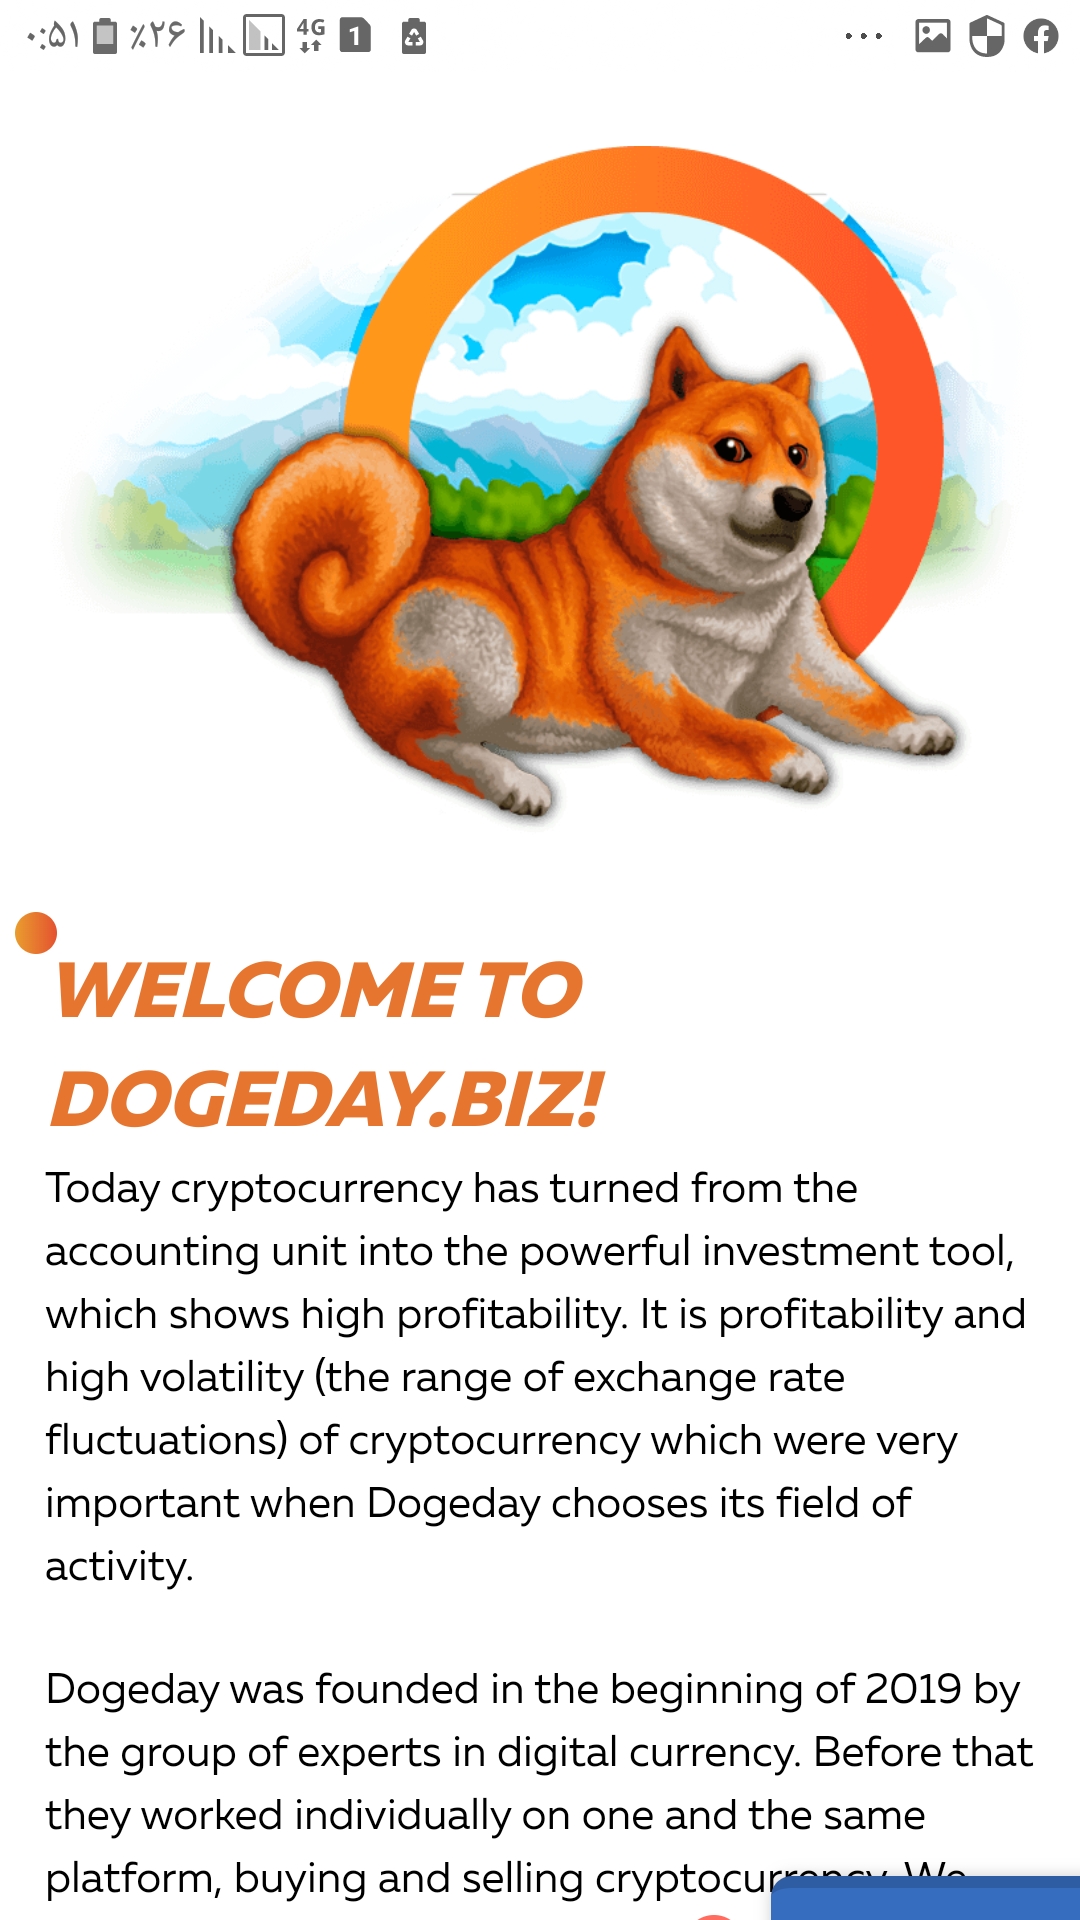 ۰:۵۱ ٪۲۶ 4G 1
WELCOME TO
DOGEDAY.BIZ!
Today cryptocurrency has turned from the
accounting unit into the powerful investment tool,
which shows high profitability. It is profitability and
high volatility (the range of exchange rate
fluctuations) of cryptocurrency which were very
important when Dogeday chooses its field of
activity.
Dogeday was founded in the beginning of 2019 by
the group of experts in digital currency. Before that
they worked individually on one and the same
platform, buying and selling cryptocurrency. We